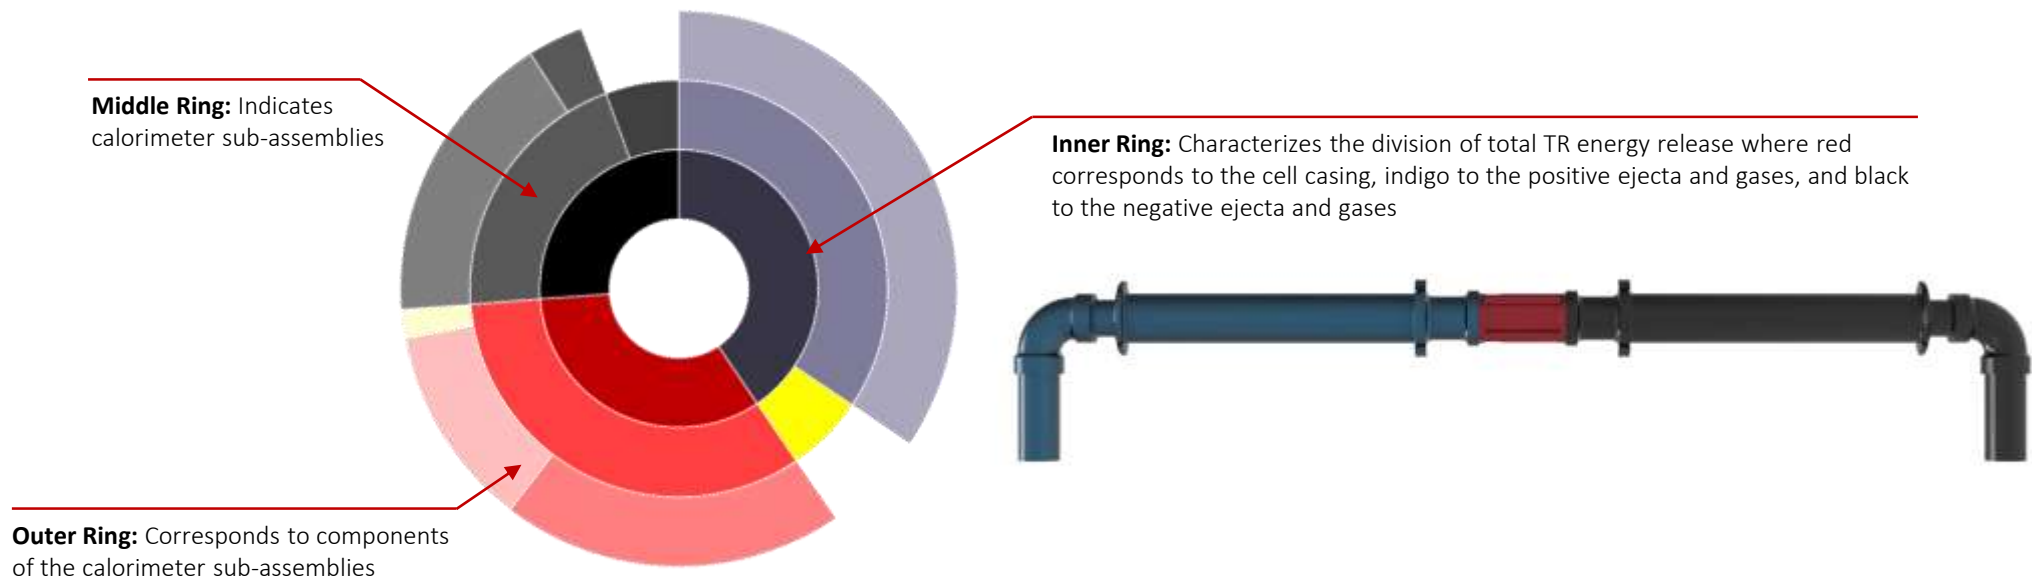 Middle Ring: Indicates
calorimeter sub-assemblies
Inner Ring: Characterizes the division of total TR energy release where red
corresponds to the cell casing, indigo to the positive ejecta and gases, and black
to the negative ejecta and gases
Outer Ring: Corresponds to components
of the calorimeter sub-assemblies